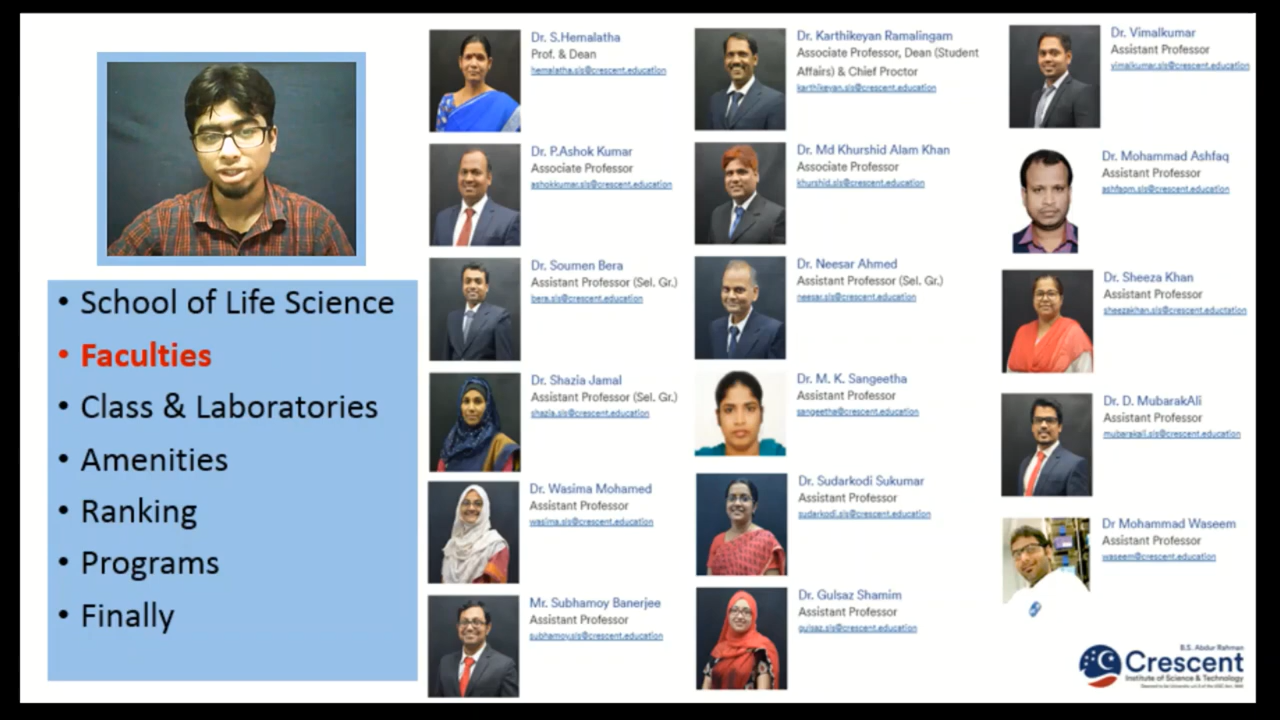 • School of Life Science
• Faculties
• Class & Laboratories
• Amenities
• Ranking
• Programs
• Finally
Dr. S.Hemalatha
Prof. & Dean
hemalatha.sls@crescent.education
Dr. P.Ashok Kumar
Associate Professor
ashokkumar.sls@crescent.education
Dr. Soumen Bera
Assistant Professor (Sel. Gr.)
bera.sls@crescent.education
Dr. Shazia Jamal
Assistant Professor (Sel. Gr.)
shazia.sls@crescent.education
Dr. Wasima Mohamed
Assistant Professor
wasima.sls@crescent.education
Mr. Subhamoy Banerjee
Assistant Professor
subhamoy.sls@crescent.education
Dr. Karthikeyan Ramalingam
Associate Professor, Dean (Student
Affairs) & Chief Proctor
karthikeyan.sls@crescent.education
Dr. Md Khurshid Alam Khan
Associate Professor
khurshid.sls@crescent.education
Dr. Neesar Ahmed
Assistant Professor (Sel. Gr.)
neesar.sls@crescent.education
Dr. M. K. Sangeetha
Assistant Professor
sangeetha@crescent.education
Dr. Sudarkodi Sukumar
Assistant Professor
sudarkodi.sls@crescent.education
Dr. Gulsaz Shamim
Assistant Professor
gulsaz.sls@crescent.education
Dr. Vimalkumar
Assistant Professor
vimalkumar.sls@crescent.education
Dr. Mohammad Ashfaq
Assistant Professor
ashfaqm.sls@crescent.education
Dr. Sheeza Khan
Assistant Professor
sheezakhan.sls@crescent.eductation
Dr. D. MubarakAli
Assistant Professor
mubarakali.sls@crescent.education
Dr Mohammad Waseem
Assistant Professor
waseem@crescent.education
B.S. Abdur Rahman
Crescent
Institute of Science & Technology